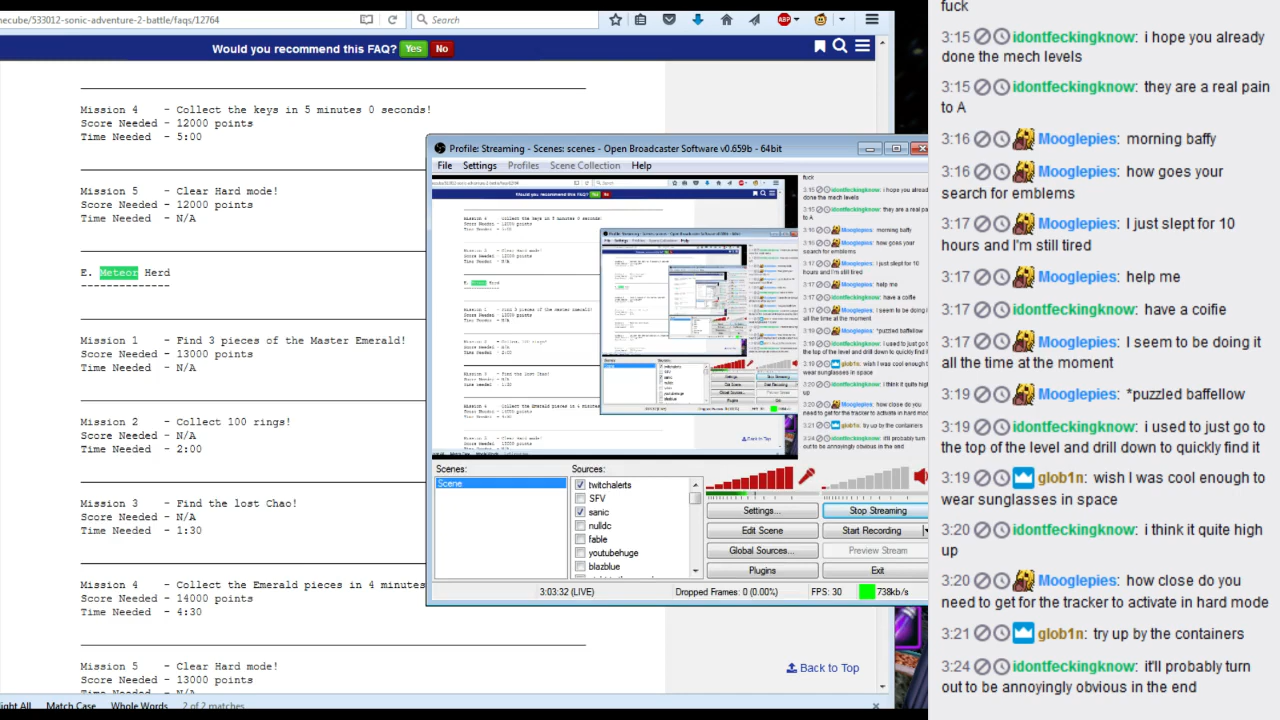 necube/533012-sonic-adventure-2-battle/faqs/12764
Search
ABP
Would you recommend this FAQ? Yes No
Mission 4 - Collect the keys in 5 minutes 0 seconds!
Score Needed - 12000 points
Time Needed - 5:00
Mission 5 - Clear Hard mode!
Score Needed - 12000 points
Time Needed - N/A
E. Meteor Herd
-------------
Mission 1 - Find 3 pieces of the Master Emerald!
Score Needed - 13000 points
Time Needed - N/A
Mission 2 - Collect 100 rings!
Score Needed - N/A
Time Needed - 2:00
Mission 3 - Find the lost Chao!
Score Needed - N/A
Time Needed - 1:30
Mission 4 - Collect the Emerald pieces in 4 minutes
Score Needed - 14000 points
Time Needed - 4:30
Mission 5 - Clear Hard mode!
Score Needed - 13000 points
Time Needed - N/A
Back to Top
ight All Match Case Whole Words 2 of 2 matches
Profile: Streaming - Scenes: scenes - Open Broadcaster Software v0.659b - 64bit
File Settings Profiles Scene Collection Help
Scenes:
Scene
Sources:
twitchalerts
SFV
sanic
nulldc
fable
youtubehuge
blazblue
Settings...
Stop Streaming
Edit Scene
Start Recording
Global Sources...
Preview Stream
Plugins
Exit
3:03:32 (LIVE)
Dropped Frames: 0 (0.00%)
FPS: 30
738kb/s
fuck
3:15 idontfeckingknow: i hope you already
done the mech levels
3:15 idontfeckingknow: they are a real pain
to A
3:16 Mooglepies: morning baffy
3:16 Mooglepies: how goes your
search for emblems
3:17 Mooglepies: I just slept for 10
hours and I'm still tired
3:17 Mooglepies: help me
3:17 idontfeckingknow: have a coifie
3:17 Mooglepies: I seem to be doing it
all the time at the moment
3:19 Mooglepies: *puzzled baffellow
3:19 idontfeckingknow: i used to just go to
the top of the level and drill down to quickly find it
3:19 glob1n: wish I was cool enough to
wear sunglasses in space
3:20 idontfeckingknow: i think it quite high
up
3:20 Mooglepies: how close do you
need to get for the tracker to activate in hard mode
3:21 glob1n: try up by the containers
3:24 idontfeckingknow: it'll probably turn
out to be annoyingly obvious in the end